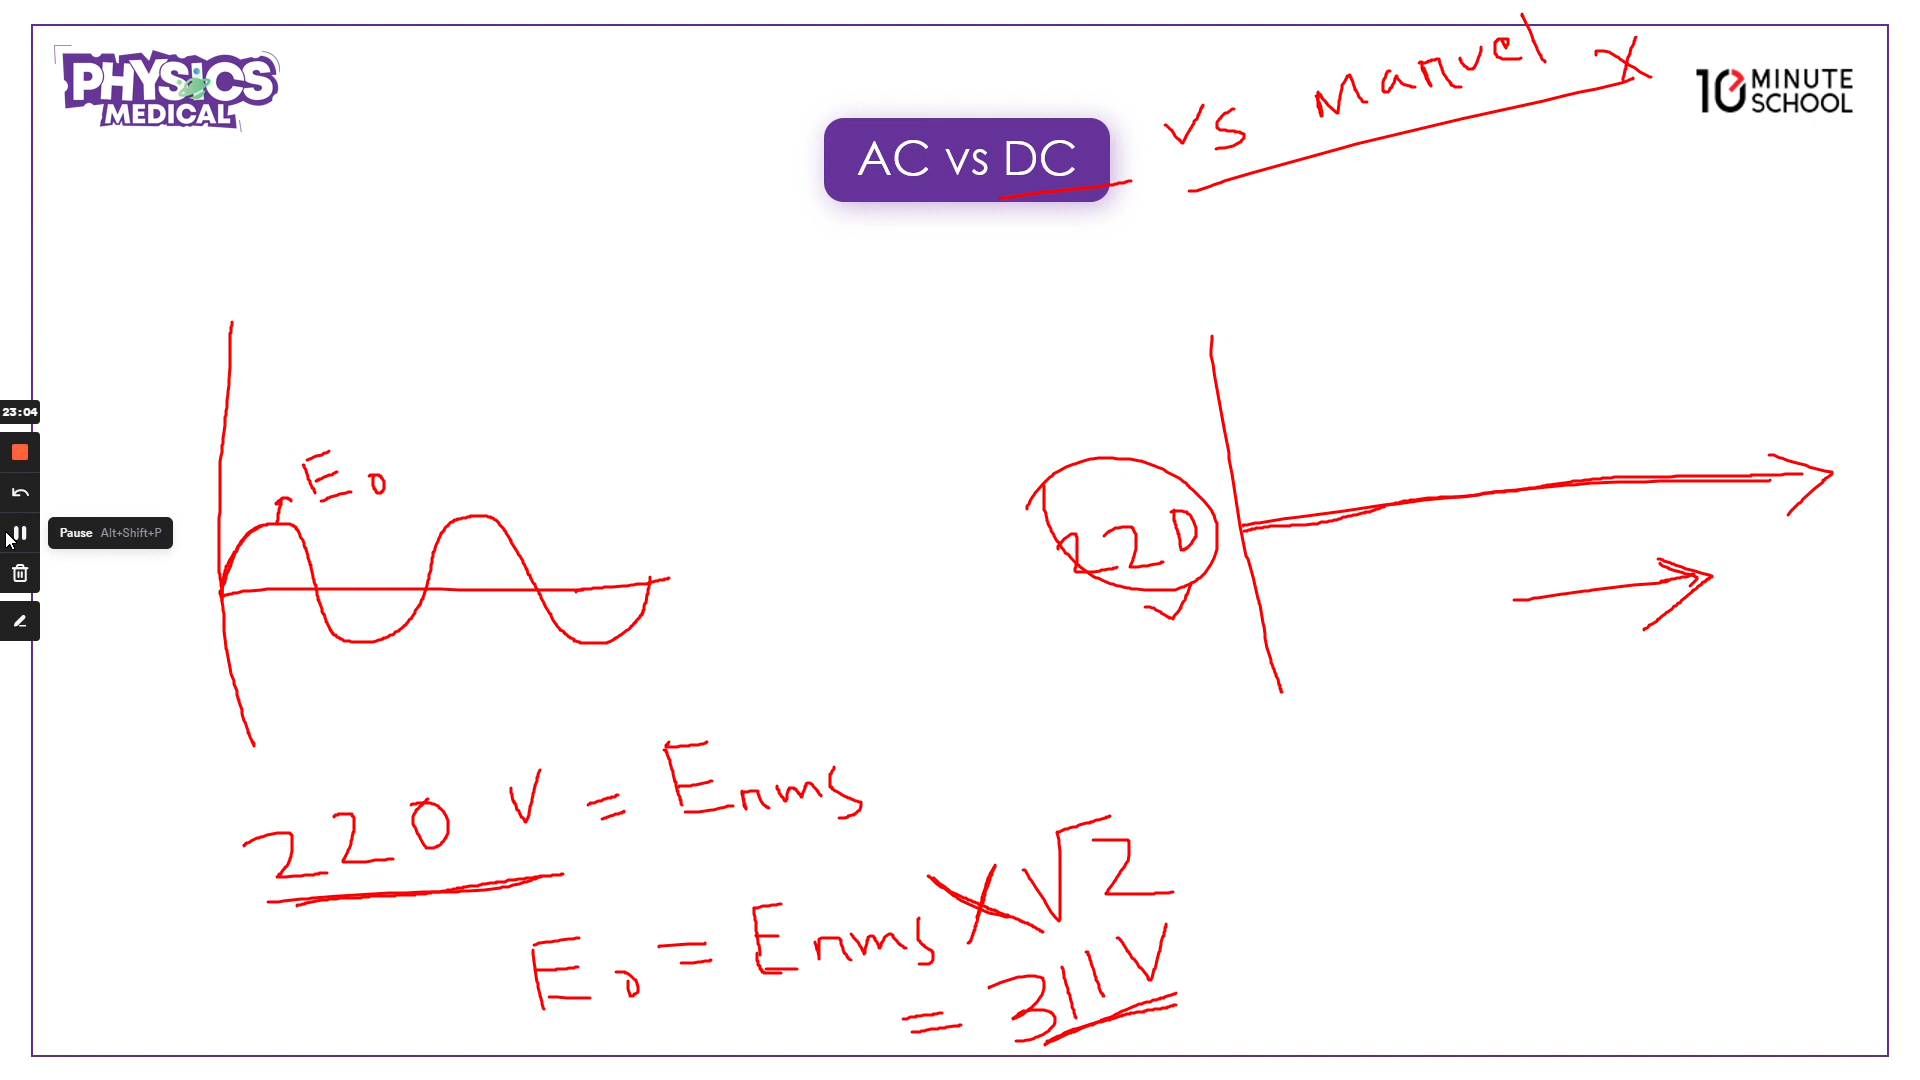 PHYSICS
MEDICAL
10 MINUTE
SCHOOL
AC vs DC
vs Manuel X
23:04
Pause Alt+Shift+P
E₀
220
220 V = Erms
E₀ = Erms X √2
= 311V